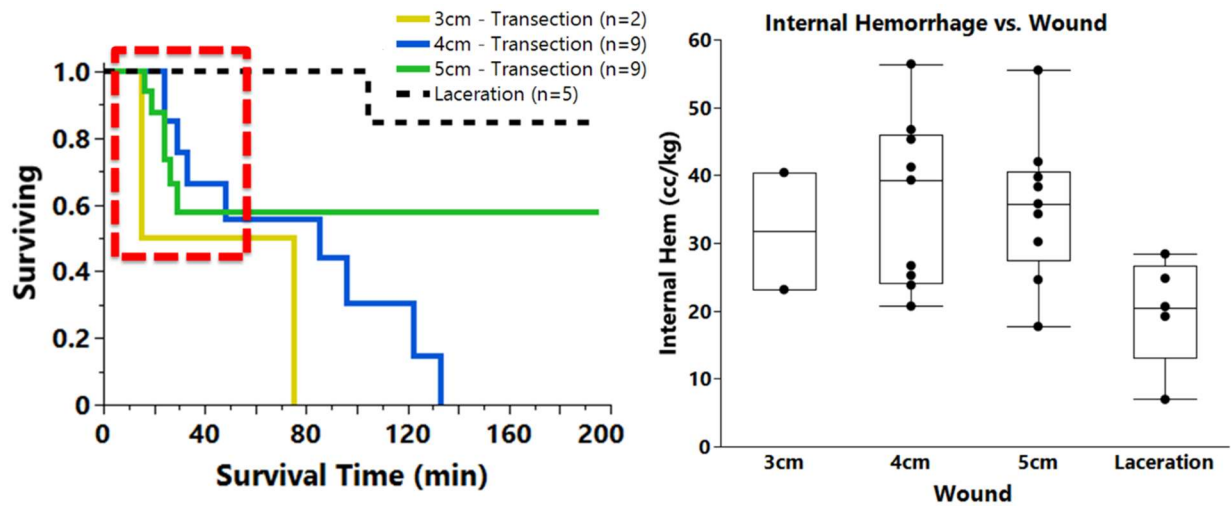 3cm - Transection (n=2)
4cm - Transection (n=9)
5cm - Transection (n=9)
Laceration (n=5)
1.0
0.8
0.6
0.4
0.2
0
Surviving
0 40 80 120 160 200
Survival Time (min)
Internal Hemorrhage vs. Wound
60
50
40
30
20
10
0
Internal Hem (cc/kg)
3cm 4cm 5cm Laceration
Wound